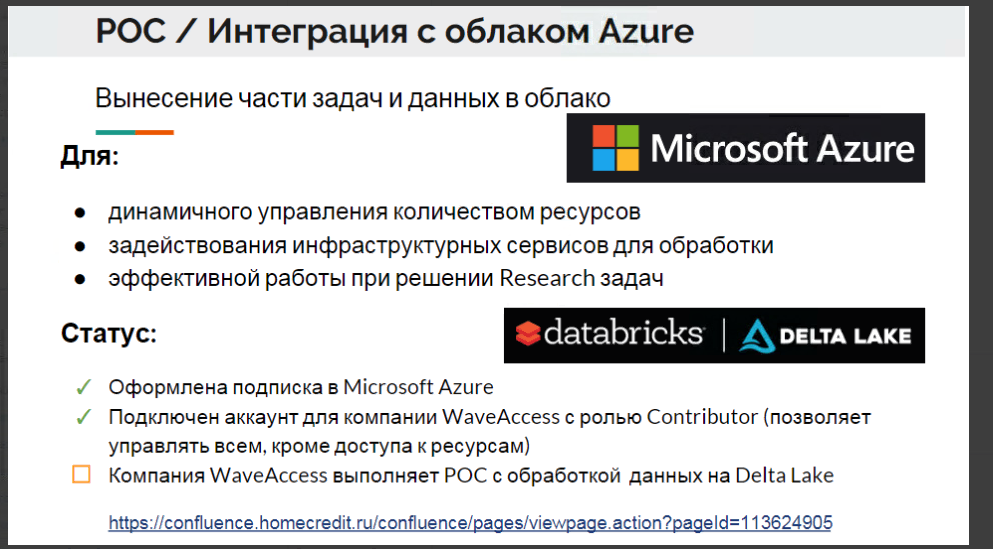 POC / Интеграция с облаком Azure
Вынесение части задач и данных в облако
Microsoft Azure
Для:
● динамичного управления количеством ресурсов
● задействования инфраструктурных сервисов для обработки
● эффективной работы при решении Research задач
databricks | DELTA LAKE
Статус:
✓ Оформлена подписка в Microsoft Azure
✓ Подключен аккаунт для компании WaveAccess с ролью Contributor (позволяет
управлять всем, кроме доступа к ресурсам)
☐ Компания WaveAccess выполняет POC с обработкой данных на Delta Lake
https://confluence.homecredit.ru/confluence/pages/viewpage.action?pageId=113624905